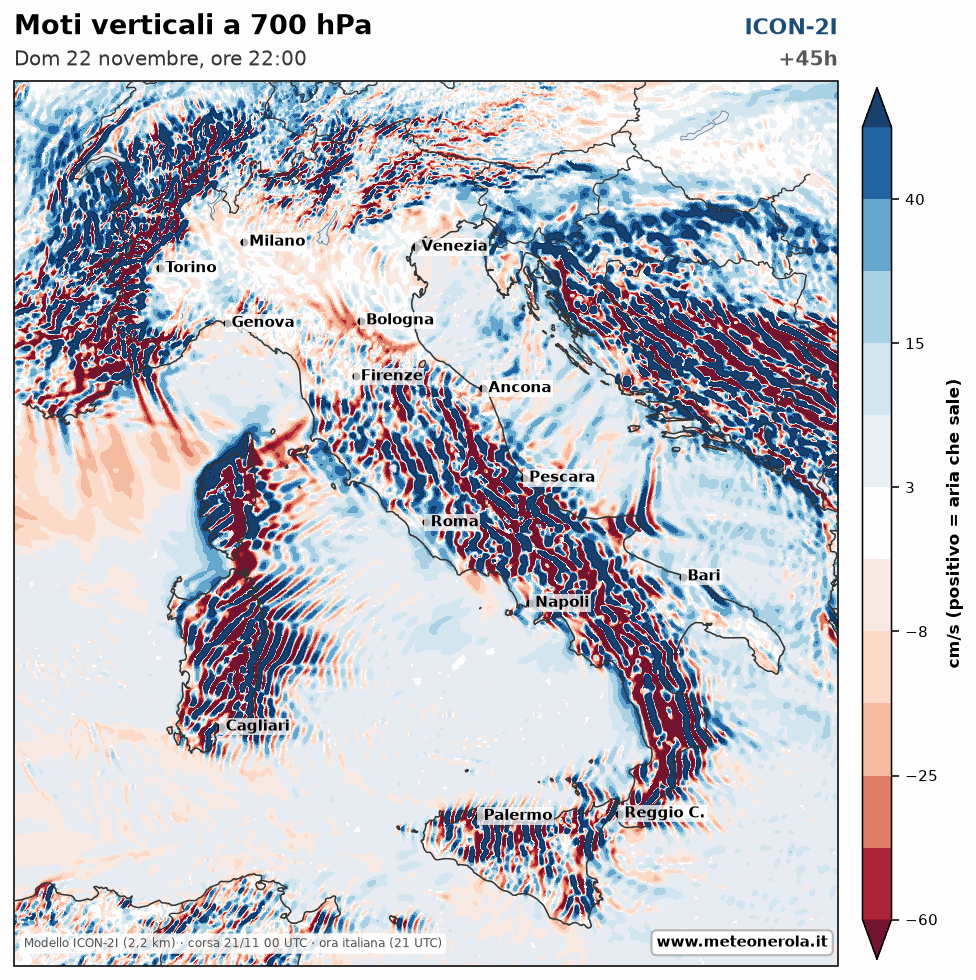 Moti verticali a 700 hPa
ICON-2I
Dom 22 novembre, ore 22:00
+45h
Milano
Venezia
Torino
Genova
Bologna
Firenze
Ancona
Pescara
Roma
Bari
Napoli
Cagliari
Palermo
Reggio C.
40
15
3
−8
−25
−60
cm/s (positivo = aria che sale)
Modello ICON-2I (2,2 km) · corsa 21/11 00 UTC · ora italiana (21 UTC)
www.meteonerola.it